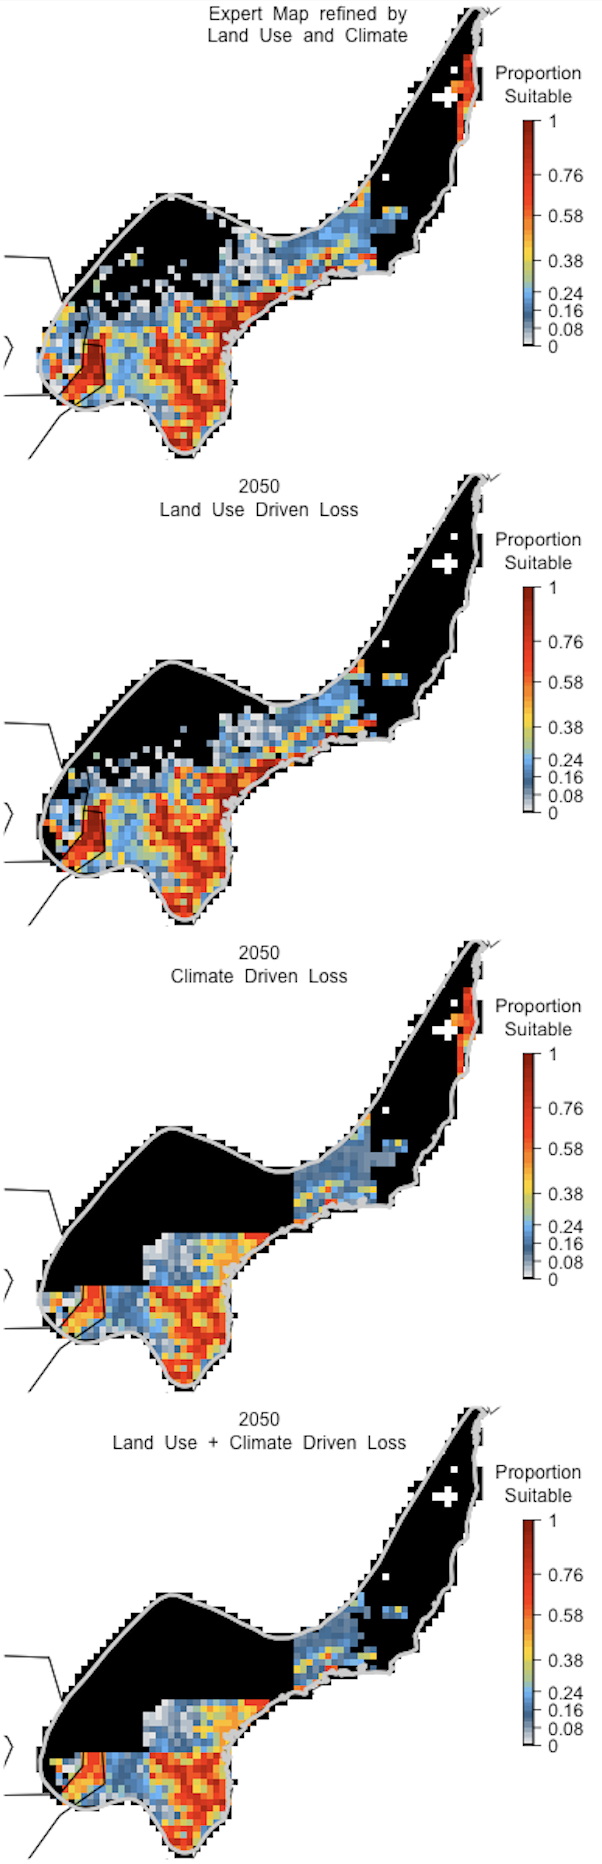 Expert Map refined by
Land Use and Climate
Proportion
Suitable
1
0.76
0.58
0.38
0.24
0.16
0.08
0
2050
Land Use Driven Loss
Proportion
Suitable
1
0.76
0.58
0.38
0.24
0.16
0.08
0
2050
Climate Driven Loss
Proportion
Suitable
1
0.76
0.58
0.38
0.24
0.16
0.08
0
2050
Land Use + Climate Driven Loss
Proportion
Suitable
1
0.76
0.58
0.38
0.24
0.16
0.08
0